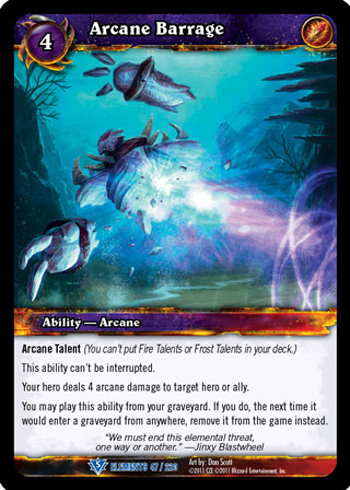 4
Arcane Barrage
Ability — Arcane
Arcane Talent (You can't put Fire Talents or Frost Talents in your deck.)
This ability can't be interrupted.
Your hero deals 4 arcane damage to target hero or ally.
You may play this ability from your graveyard. If you do, the next time it
would enter a graveyard from anywhere, remove it from the game instead.
"We must end this elemental threat,
one way or another." —Jinxy Blastwheel
ELEMENTS 47 / 220
Art by: Dan Scott
©2011 CZE ©2011 Blizzard Entertainment, Inc.